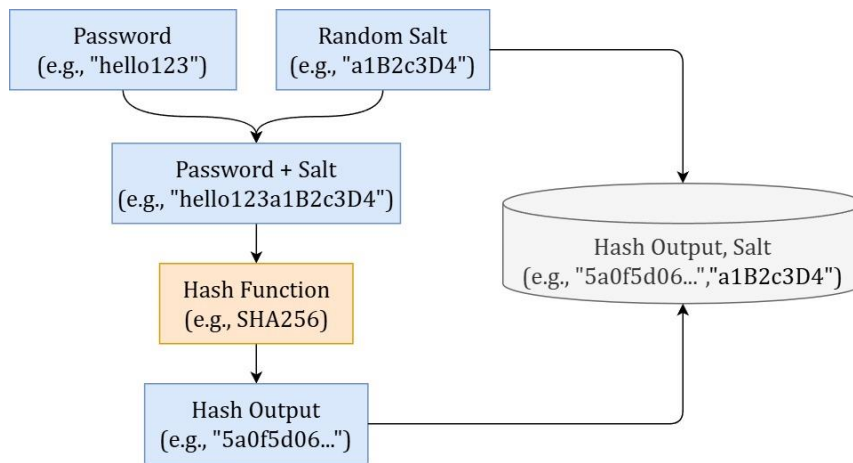 Password
(e.g., "hello123")
Random Salt
(e.g., "a1B2c3D4")
Password + Salt
(e.g., "hello123a1B2c3D4")
Hash Output, Salt
(e.g., "5a0f5d06...","a1B2c3D4")
Hash Function
(e.g., SHA256)
Hash Output
(e.g., "5a0f5d06...")